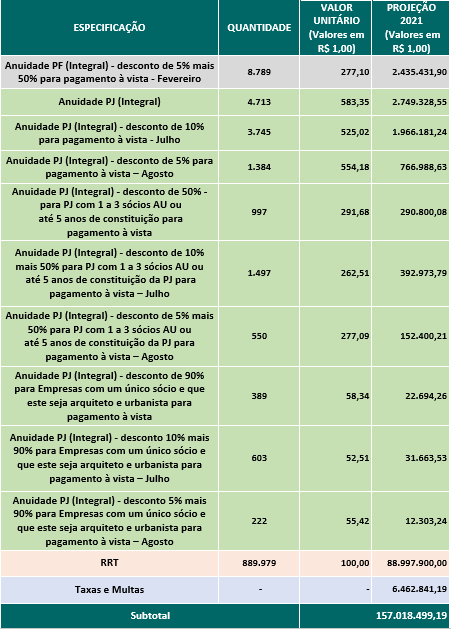 ESPECIFICAÇÃO QUANTIDADE VALOR UNITÁRIO (Valores em R$ 1,00) PROJEÇÃO 2021 (Valores em R$ 1,00)
Anuidade PF (Integral) - desconto de 5% mais
50% para pagamento à vista - Fevereiro 8.789 277,10 2.435.431,90
Anuidade PJ (Integral) 4.713 583,35 2.749.328,55
Anuidade PJ (Integral) - desconto de 10%
para pagamento à vista - Julho 3.745 525,02 1.966.181,24
Anuidade PJ (Integral) - desconto de 5% para
pagamento à vista – Agosto 1.384 554,18 766.988,63
Anuidade PJ (Integral) - desconto de 50% -
para PJ com 1 a 3 sócios AU ou
até 5 anos de constituição para
pagamento à vista 997 291,68 290.800,08
Anuidade PJ (Integral) - desconto de 10%
mais 50% para PJ com 1 a 3 sócios AU ou
até 5 anos de constituição da PJ para
pagamento à vista – Julho 1.497 262,51 392.973,79
Anuidade PJ (Integral) - desconto de 5% mais
50% para PJ com 1 a 3 sócios AU ou
até 5 anos de constituição da PJ para
pagamento à vista – Agosto 550 277,09 152.400,21
Anuidade PJ (Integral) - desconto de 90%
para Empresas com um único sócio e que
este seja arquiteto e urbanista para
pagamento à vista 389 58,34 22.694,26
Anuidade PJ (Integral) - desconto 10% mais
90% para Empresas com um único sócio e
que este seja arquiteto e urbanista para
pagamento à vista – Julho 603 52,51 31.663,53
Anuidade PJ (Integral) - desconto 5% mais
90% para Empresas com um único sócio e
que este seja arquiteto e urbanista para
pagamento à vista – Agosto 222 55,42 12.303,24
RRT 889.979 100,00 88.997.900,00
Taxas e Multas - - 6.462.841,19
Subtotal 157.018.499,19